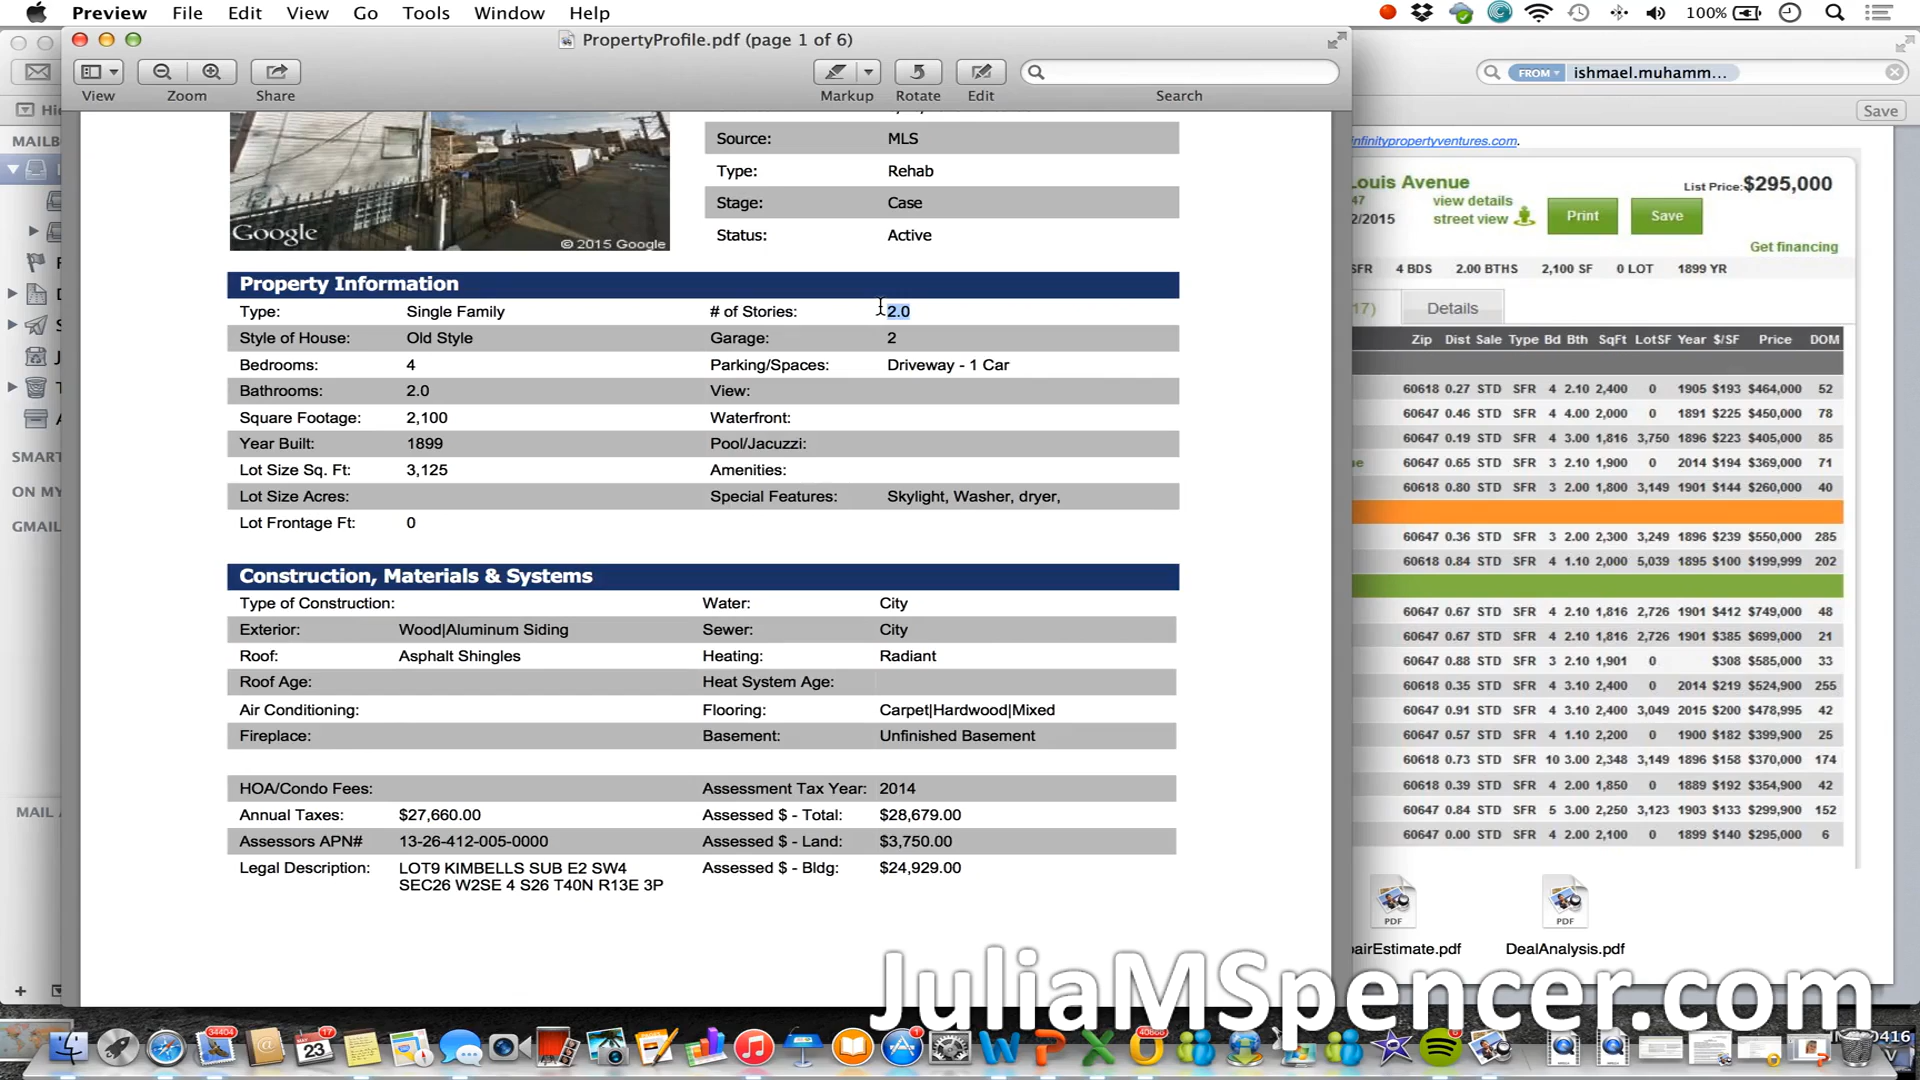 Preview File Edit View Go Tools Window Help 100%
PropertyProfile.pdf (page 1 of 6)
View Zoom Share Markup Rotate Edit Search
FROM ishmael.muhamm...
Save
MAILB
SMAR
ON MY
GMAIL
MAIL A
Google © 2015 Google
Source: MLS
Type: Rehab
Stage: Case
Status: Active
Property Information
Type: Single Family # of Stories: 2.0
Style of House: Old Style Garage: 2
Bedrooms: 4 Parking/Spaces: Driveway - 1 Car
Bathrooms: 2.0 View:
Square Footage: 2,100 Waterfront:
Year Built: 1899 Pool/Jacuzzi:
Lot Size Sq. Ft: 3,125 Amenities:
Lot Size Acres: Special Features: Skylight, Washer, dryer,
Lot Frontage Ft: 0
Construction, Materials & Systems
Type of Construction: Water: City
Exterior: Wood|Aluminum Siding Sewer: City
Roof: Asphalt Shingles Heating: Radiant
Roof Age: Heat System Age:
Air Conditioning: Flooring: Carpet|Hardwood|Mixed
Fireplace: Basement: Unfinished Basement
HOA/Condo Fees: Assessment Tax Year: 2014
Annual Taxes: $27,660.00 Assessed $ - Total: $28,679.00
Assessors APN# 13-26-412-005-0000 Assessed $ - Land: $3,750.00
Legal Description: LOT9 KIMBELLS SUB E2 SW4 Assessed $ - Bldg: $24,929.00
SEC26 W2SE 4 S26 T40N R13E 3P
infinitypropertyventures.com.
Louis Avenue List Price:$295,000
47 view details
2/2015 street view Print Save
Get financing
SFR 4 BDS 2.00 BTHS 2,100 SF 0 LOT 1899 YR
17) Details
Zip Dist Sale Type Bd Bth SqFt LotSF Year $/SF Price DOM
60618 0.27 STD SFR 4 2.10 2,400 0 1905 $193 $464,000 52
60647 0.46 STD SFR 4 4.00 2,000 0 1891 $225 $450,000 78
60647 0.19 STD SFR 4 3.00 1,816 3,750 1896 $223 $405,000 85
ue 60647 0.65 STD SFR 3 2.10 1,900 0 2014 $194 $369,000 71
60618 0.80 STD SFR 3 2.00 1,800 3,149 1901 $144 $260,000 40
60647 0.36 STD SFR 3 2.00 2,300 3,249 1896 $239 $550,000 285
60618 0.84 STD SFR 4 1.10 2,000 5,039 1895 $100 $199,999 202
60647 0.67 STD SFR 4 2.10 1,816 2,726 1901 $412 $749,000 48
60647 0.67 STD SFR 4 2.10 1,816 2,726 1901 $385 $699,000 21
60618 0.88 STD SFR 3 2.10 1,901 0 $308 $585,000 33
60618 0.35 STD SFR 4 3.10 2,400 0 2014 $219 $524,900 255
60647 0.91 STD SFR 4 3.10 2,400 3,049 2015 $200 $478,995 42
60647 0.57 STD SFR 4 1.10 2,200 0 1900 $182 $399,900 25
60618 0.73 STD SFR 10 3.00 2,348 3,149 1896 $158 $370,000 174
60618 0.39 STD SFR 4 2.00 1,850 0 1889 $192 $354,900 42
60647 0.84 STD SFR 5 3.00 2,250 3,123 1903 $133 $299,900 152
60647 0.00 STD SFR 4 2.00 2,100 0 1899 $140 $295,000 6
PDF PDF
pairEstimate.pdf DealAnalysis.pdf
JuliaMSpencer.com
34404 17 23 1